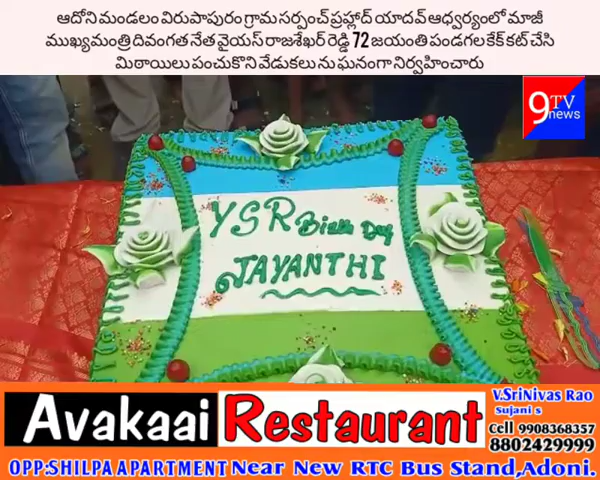 ఆదోని మండలం విరుపాపురం గ్రామ సర్పంచ్ ప్రహ్లాద్ యాదవ్ ఆధ్వర్యంలో మాజీ
ముఖ్యమంత్రి దివంగత నేత వైయస్ రాజశేఖర్ రెడ్డి 72 జయంతి పండగల కేక్ కట్ చేసి
మిఠాయిలు పంచుకొని వేడుకలు ను ఘనంగా నిర్వహించారు
9TV
news
YSR Birth Day
JAYANTHI
Avakaai Restaurant
V.SriNivas Rao
Sujani s
Cell 9908368357
8802429999
OPP:SHILPA APARTMENT Near New RTC Bus Stand,Adoni.